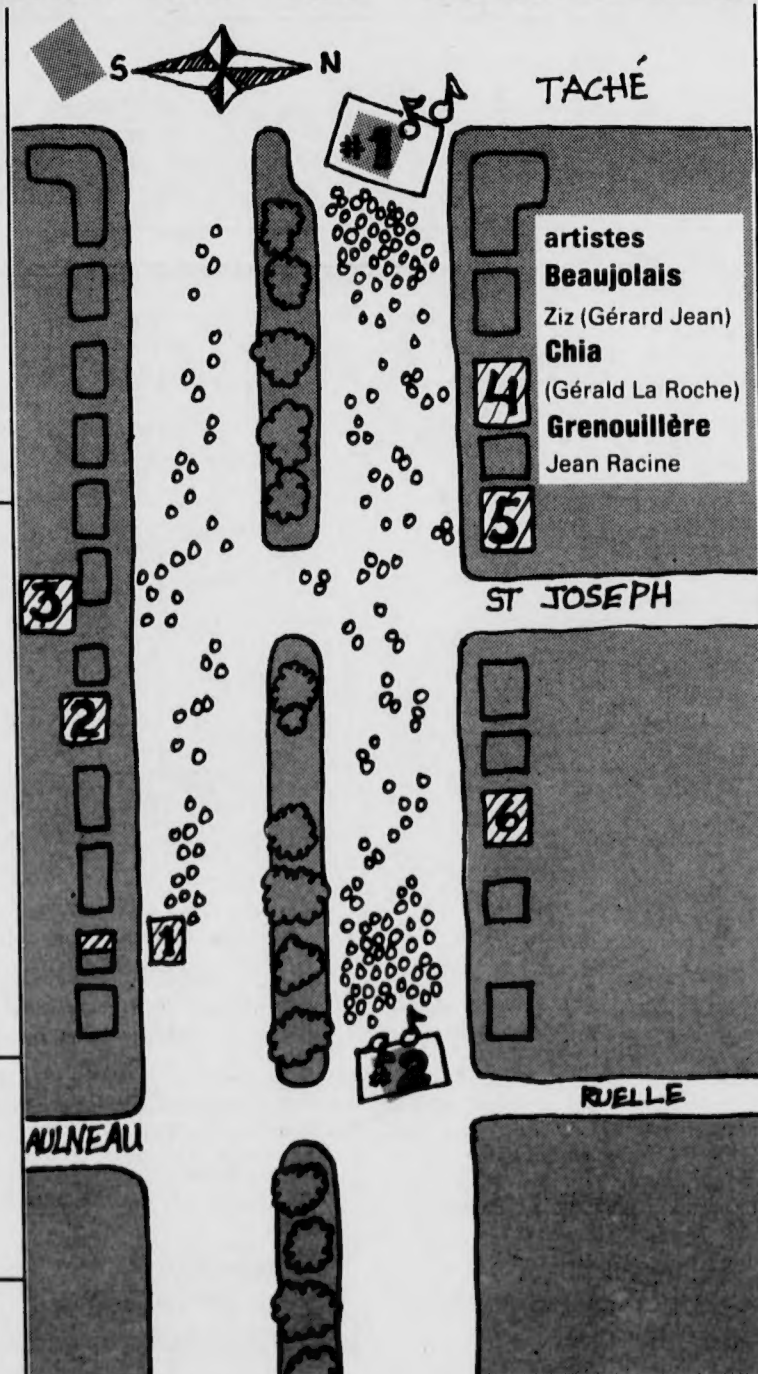 S N
TACHÉ
#1
artistes
Beaujolais
Ziz (Gérard Jean)
Chia
(Gérald La Roche)
Grenouillère
Jean Racine
4
5
3
ST JOSEPH
2
6
1
#2
RUELLE
AULNEAU